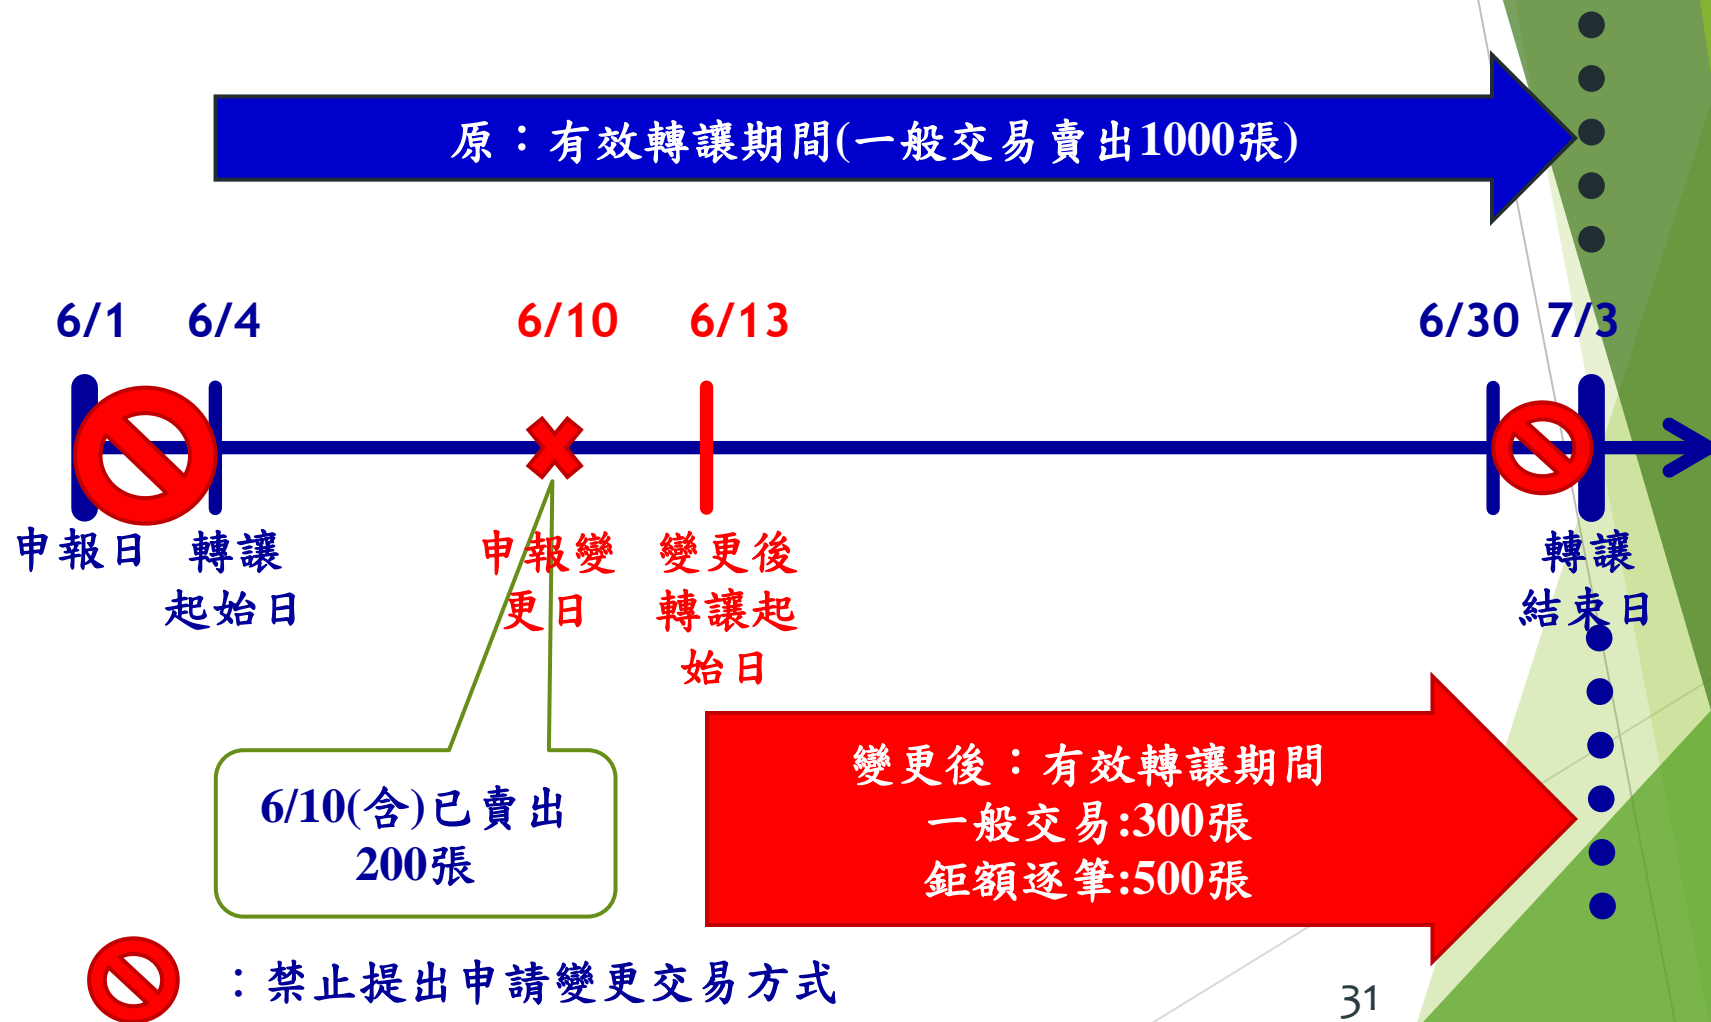 原：有效轉讓期間(一般交易賣出1000張)
6/1 6/4 6/10 6/13 6/30 7/3
申報日
轉讓
起始日
申報變
更日
變更後
轉讓起
始日
轉讓
結束日
6/10(含)已賣出
200張
變更後：有效轉讓期間
一般交易:300張
鉅額逐筆:500張
：禁止提出申請變更交易方式
31